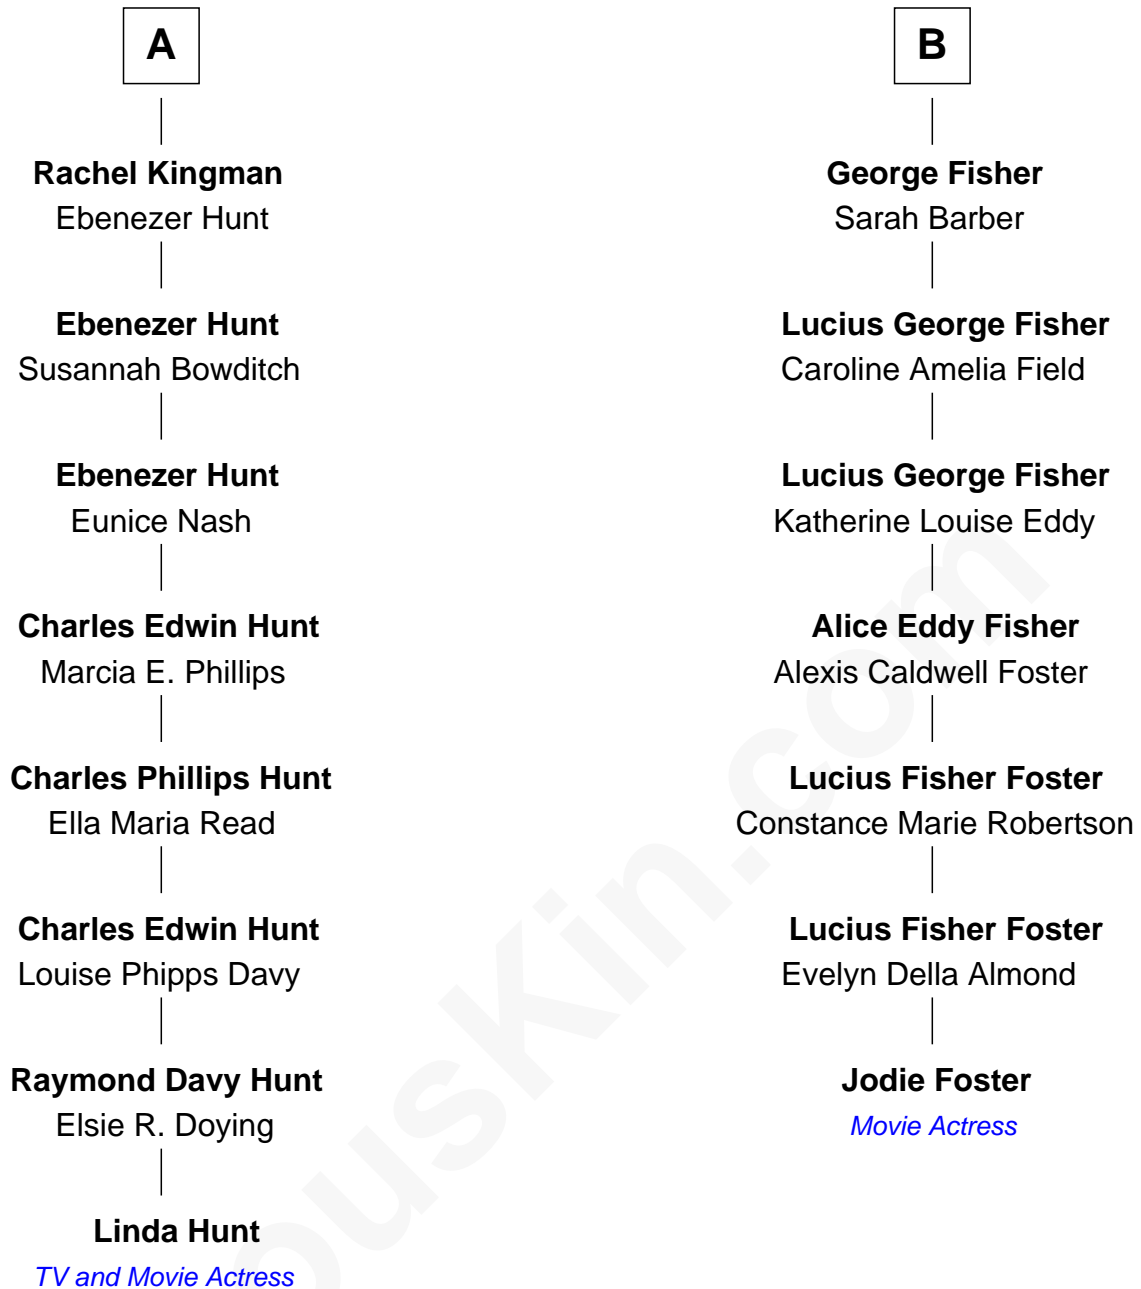 A
Rachel Kingman
Ebenezer Hunt
Ebenezer Hunt
Susannah Bowditch
Ebenezer Hunt
Eunice Nash
Charles Edwin Hunt
Marcia E. Phillips
Charles Phillips Hunt
Ella Maria Read
Charles Edwin Hunt
Louise Phipps Davy
Raymond Davy Hunt
Elsie R. Doying
Linda Hunt
TV and Movie Actress
B
George Fisher
Sarah Barber
Lucius George Fisher
Caroline Amelia Field
Lucius George Fisher
Katherine Louise Eddy
Alice Eddy Fisher
Alexis Caldwell Foster
Lucius Fisher Foster
Constance Marie Robertson
Lucius Fisher Foster
Evelyn Della Almond
Jodie Foster
Movie Actress
ousKin.com